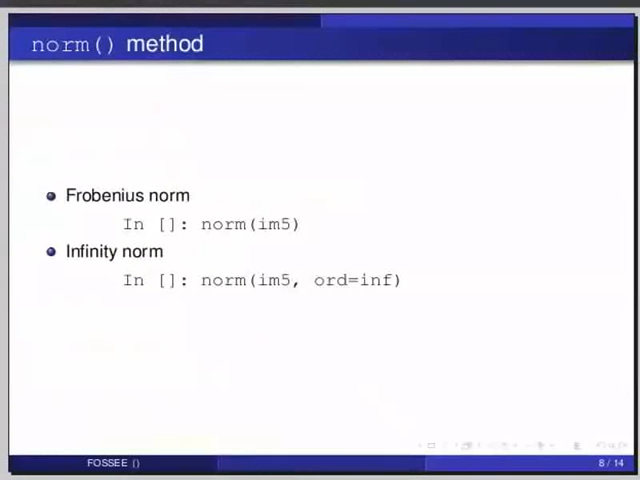 norm() method
Frobenius norm
In []: norm(im5)
Infinity norm
In []: norm(im5, ord=inf)
FOSSEE ()
8 / 14